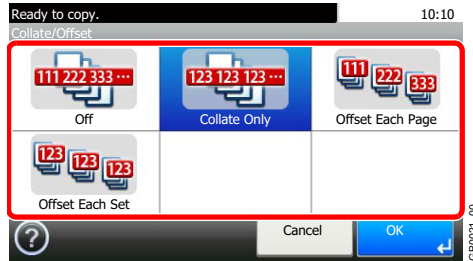 Ready to copy. 10:10
Collate/Offset
111 222 333 ... 123 123 123 ... 111 222 333
Off Collate Only Offset Each Page
123 123 123
Offset Each Set
? Cancel OK
GB0021_00